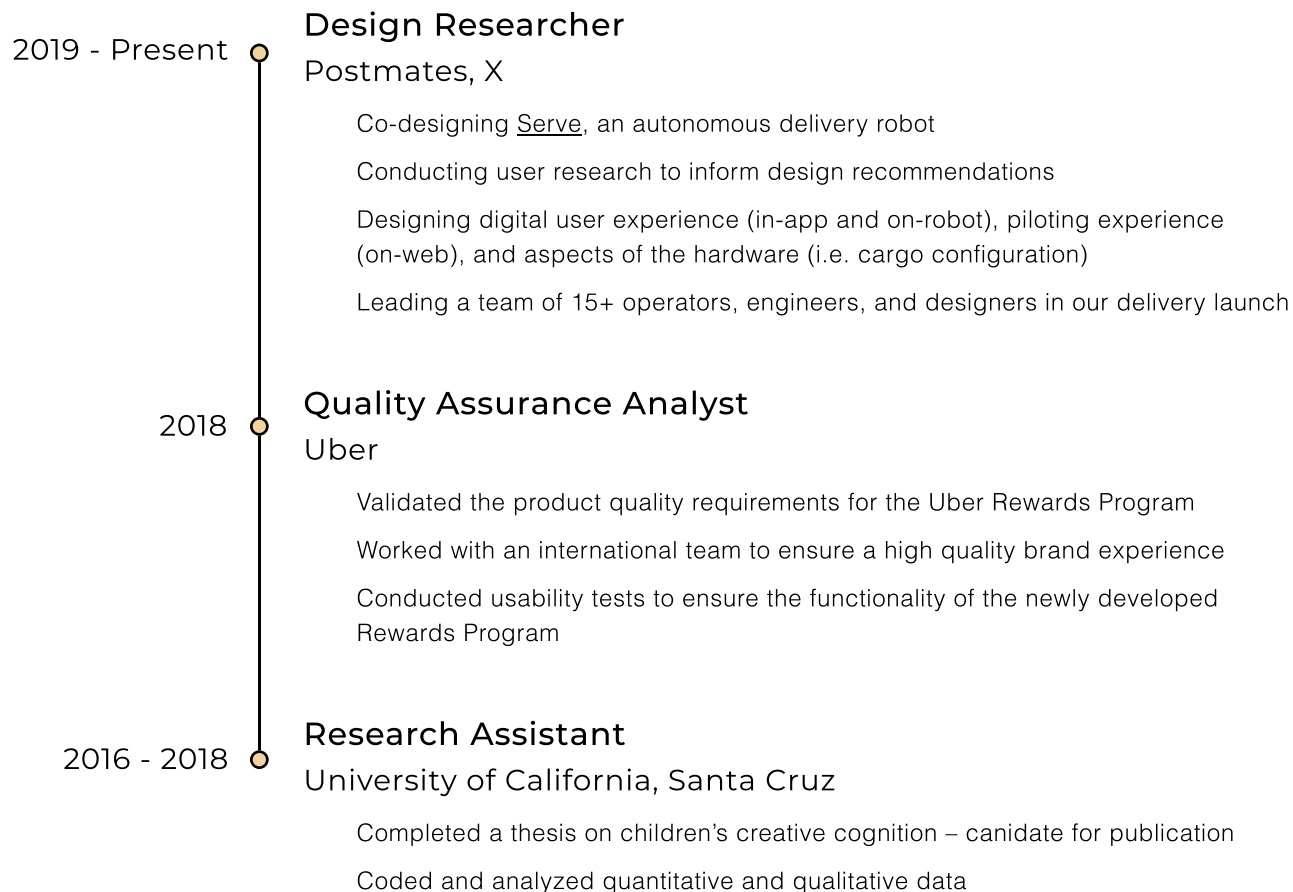 2019 - Present
Design Researcher
Postmates, X
Co-designing Serve, an autonomous delivery robot
Conducting user research to inform design recommendations
Designing digital user experience (in-app and on-robot), piloting experience
(on-web), and aspects of the hardware (i.e. cargo configuration)
Leading a team of 15+ operators, engineers, and designers in our delivery launch
2018
Quality Assurance Analyst
Uber
Validated the product quality requirements for the Uber Rewards Program
Worked with an international team to ensure a high quality brand experience
Conducted usability tests to ensure the functionality of the newly developed
Rewards Program
2016 - 2018
Research Assistant
University of California, Santa Cruz
Completed a thesis on children’s creative cognition – canidate for publication
Coded and analyzed quantitative and qualitative data